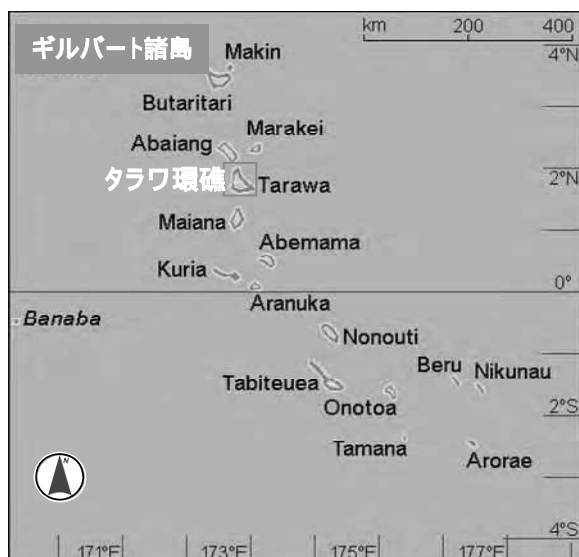 km 200 400
ギルバート諸島
Makin
4°N
Butaritari
Marakei
Abaiang
タラワ環礁
Tarawa
2°N
Maiana
Abemama
Kuria
0°
Aranuka
Banaba
Nonouti
Beru
Nikunau
Tabiteuea
Onotoa
2°S
Tamana
Arorae
N
4°S
171°E 173°E 175°E 177°E